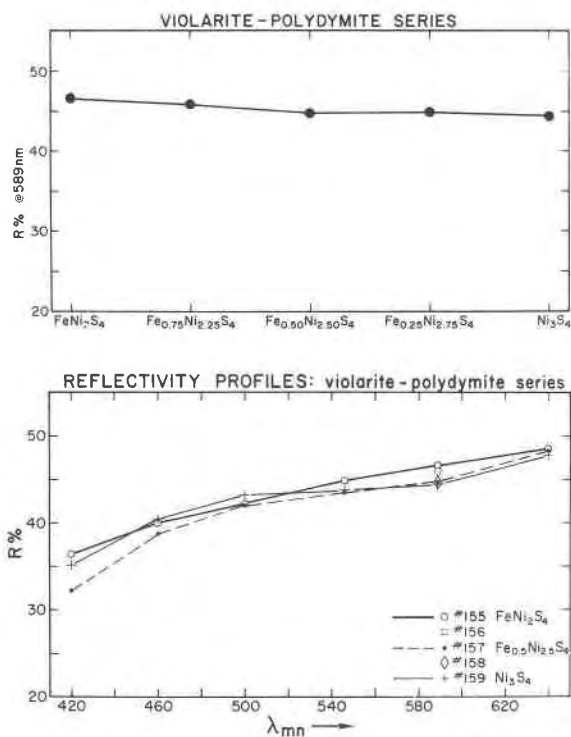 VIOLARITE-POLYDYMITE SERIES
50
40
30
20
R% @589nm
FeNi2S4
Fe0.75Ni2.25S4
Fe0.50Ni2.50S4
Fe0.25Ni2.75S4
Ni3S4
REFLECTIVITY PROFILES: violarite-polydymite series
50
40
30
20
R%
#155 FeNi2S4
#156
#157 Fe0.5Ni2.5S4
#158
#159 Ni3S4
420 460 500 540 580 620
λmn